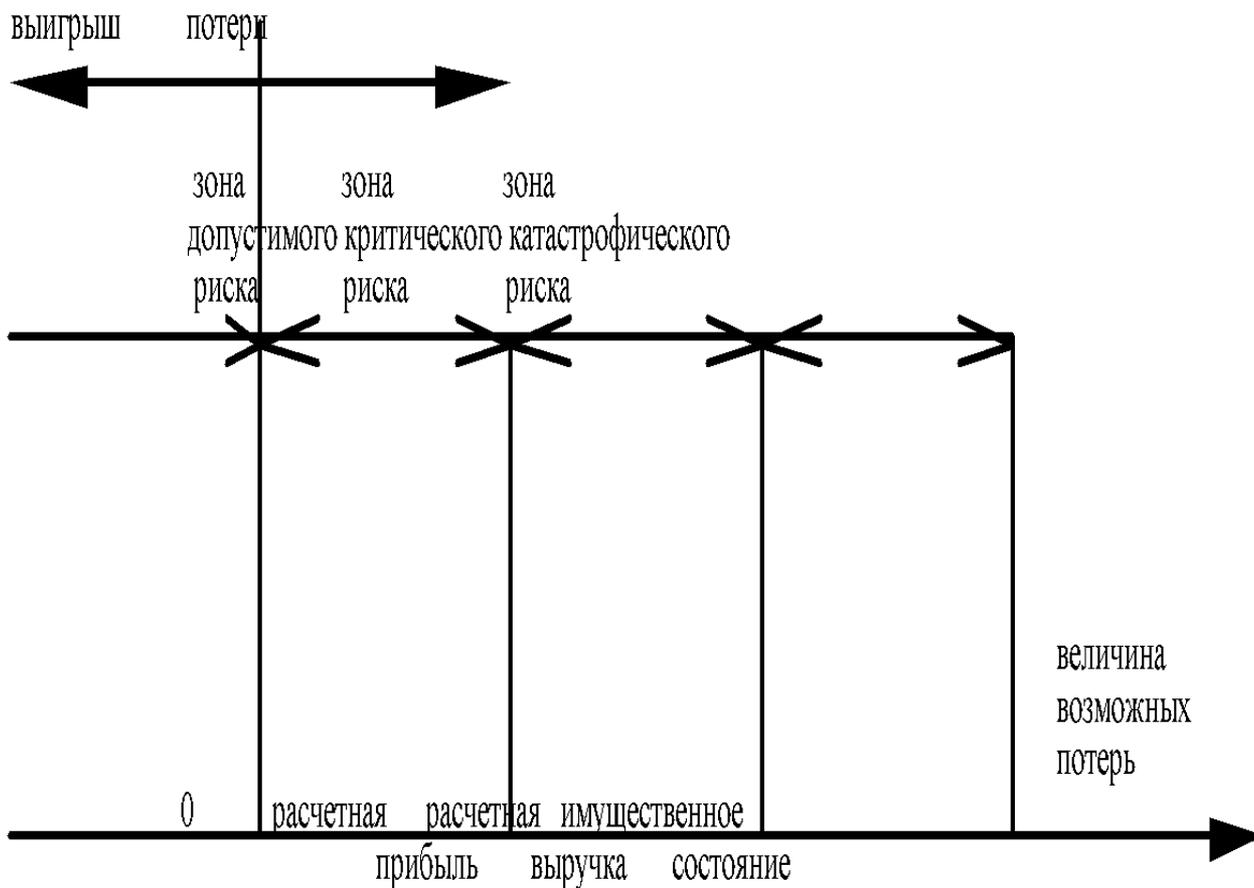 выигрыш потери
зона зона зона
допустимого критического катастрофического
риска риска риска
величина
возможных
потерь
0 расчетная расчетная имущественное
прибыль выручка состояние